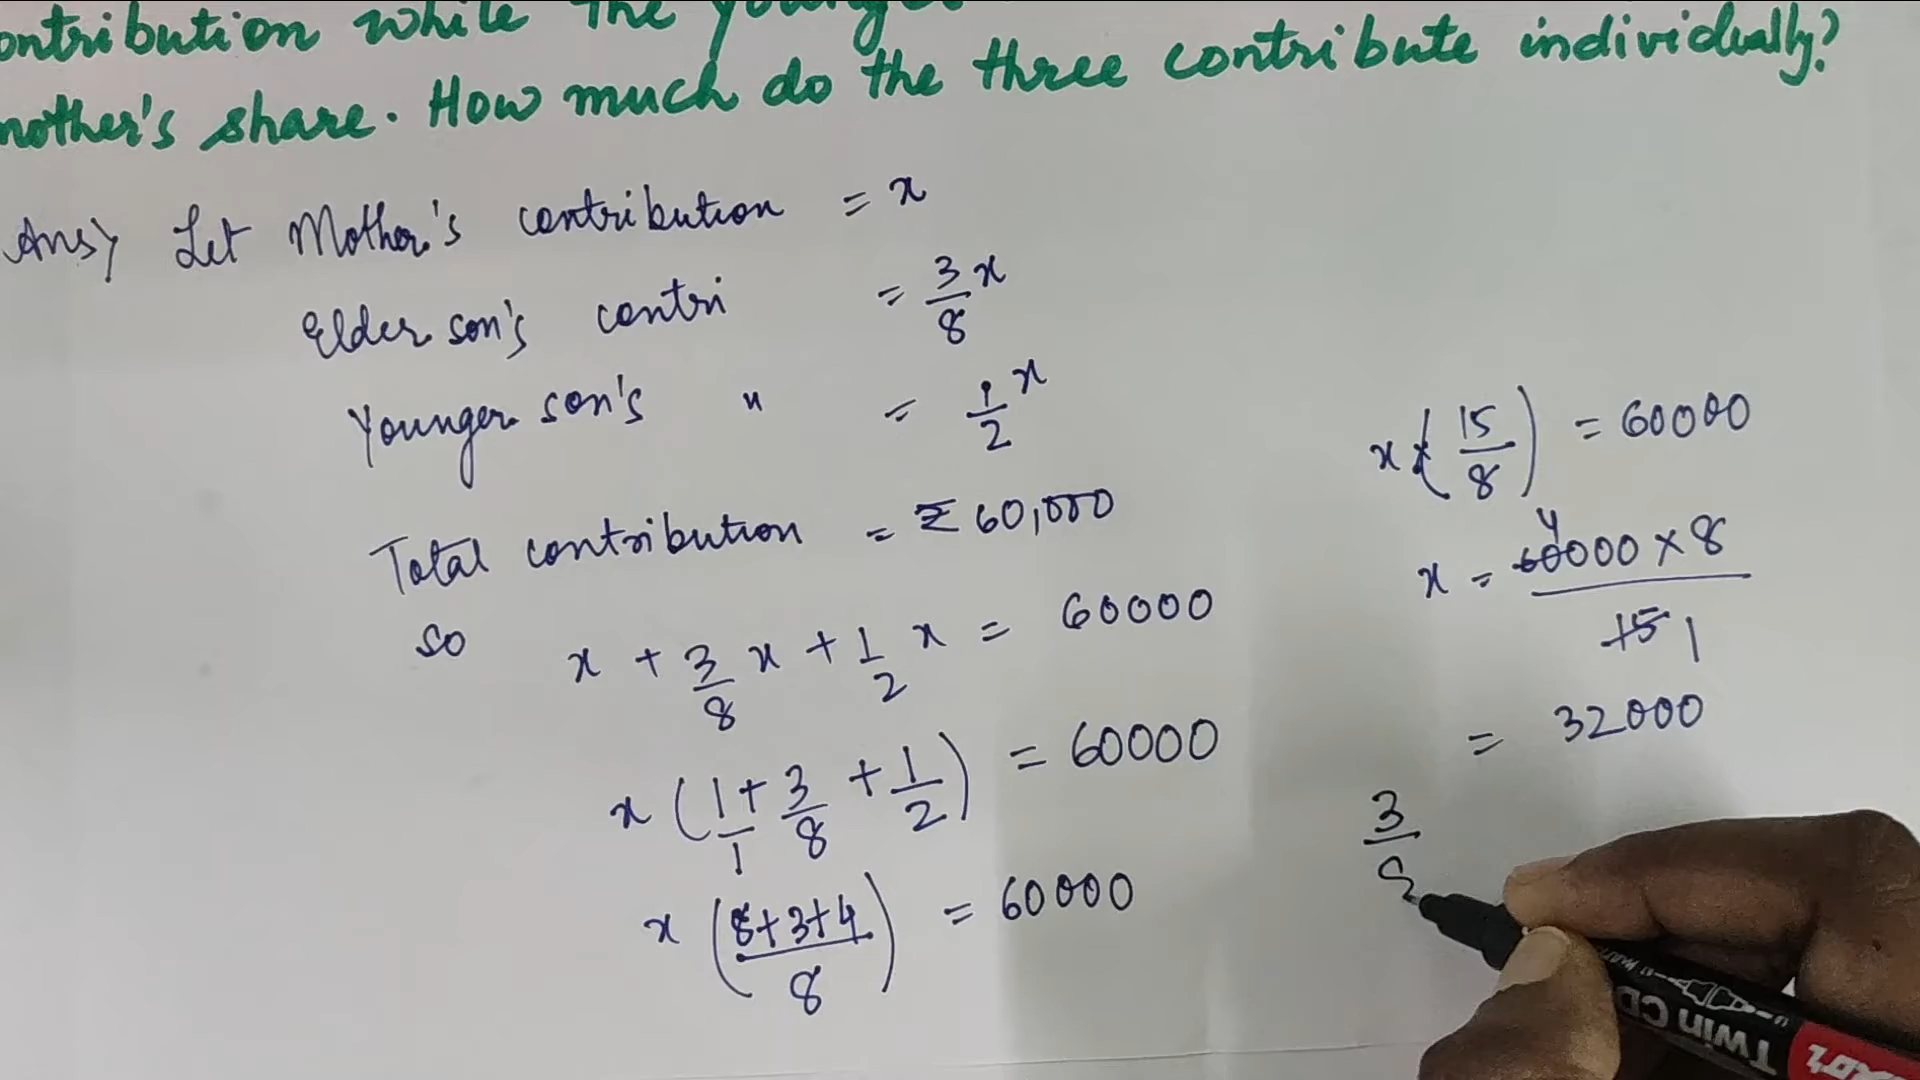 ontribution while the younger
mother's share. How much do the three contribute individually?
Ans> Let Mother's contribution = x
Elder son's contri = 3/8 x
Younger son's " = 1/2 x
Total contribution = ₹ 60,000
so x + 3/8 x + 1/2 x = 60000
x (1/1 + 3/8 + 1/2) = 60000
x (8+3+4/8) = 60000
x × (15/8) = 60000
x = 60000 × 8 / 15
4
1
= 32000
3/8
Twin CD